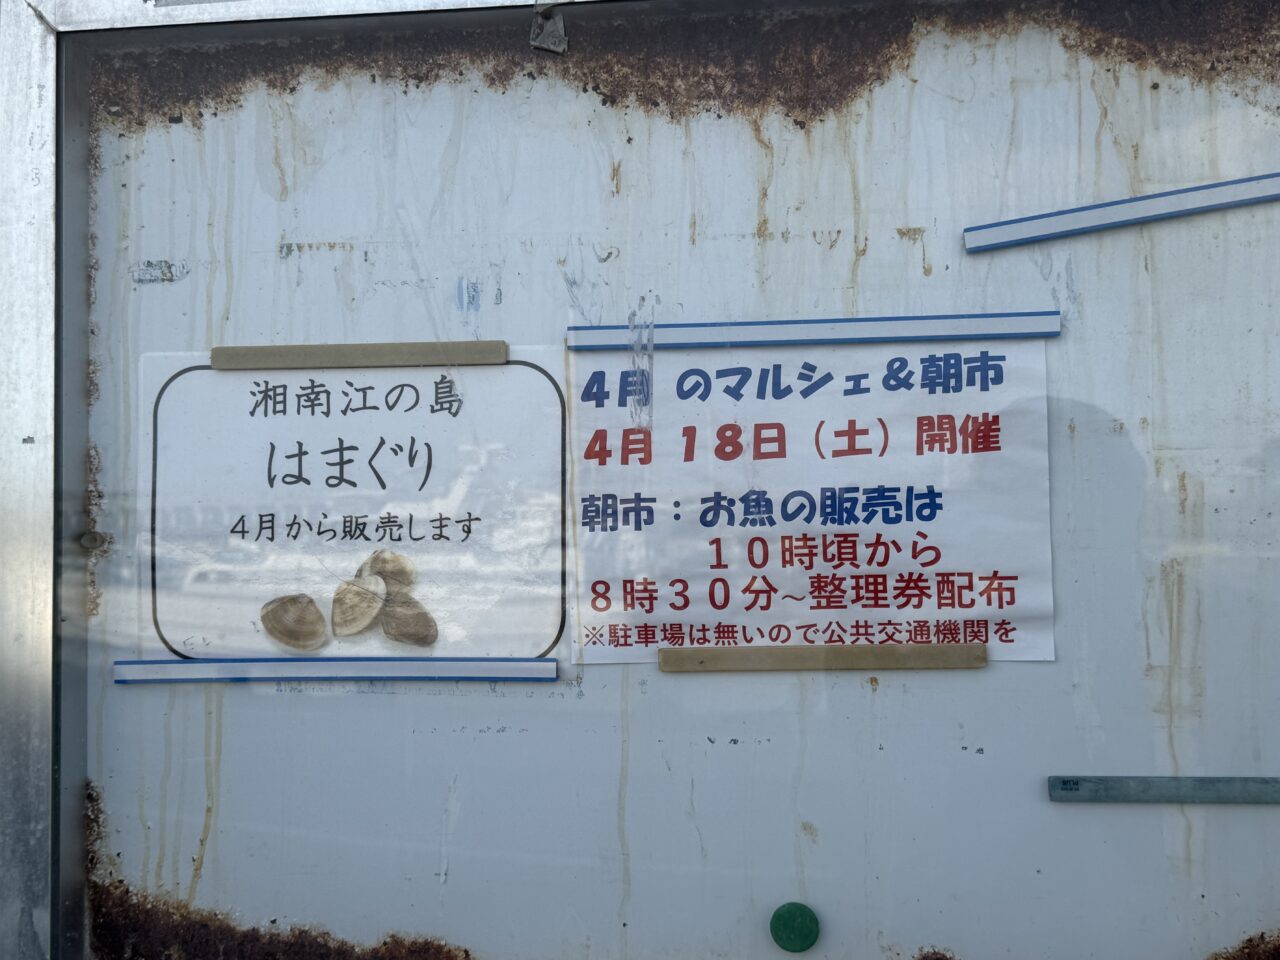 湘南江の島
はまぐり
4月から販売します
4月 のマルシェ&朝市
4月18日(土)開催
朝市:お魚の販売は
10時頃から
8時30分~整理券配布
※駐車場は無いので公共交通機関を
PLUS